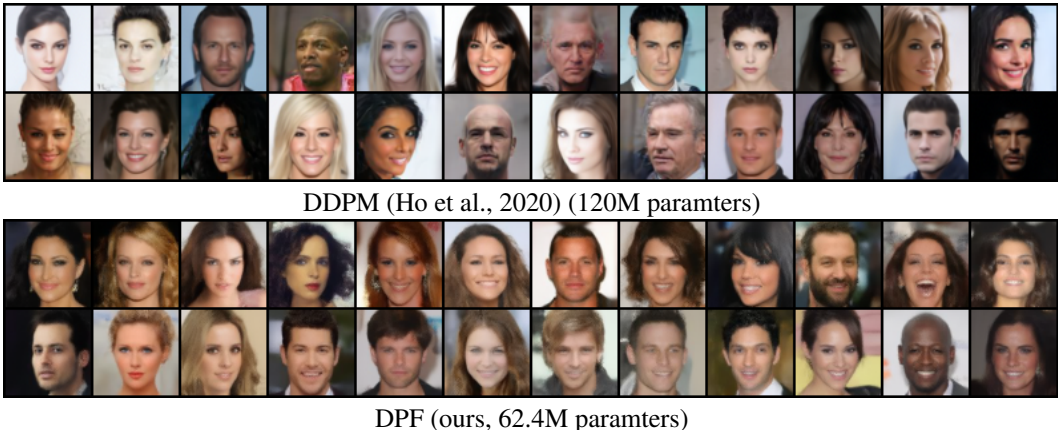 DDPM (Ho et al., 2020) (120M paramters)
DPF (ours, 62.4M paramters)